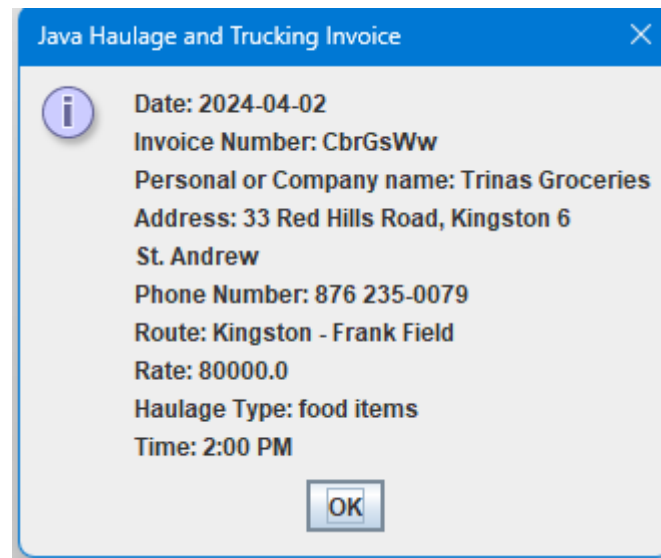 Java Haulage and Trucking Invoice
Date: 2024-04-02
Invoice Number: CbrGsWw
Personal or Company name: Trinas Groceries
Address: 33 Red Hills Road, Kingston 6
St. Andrew
Phone Number: 876 235-0079
Route: Kingston - Frank Field
Rate: 80000.0
Haulage Type: food items
Time: 2:00 PM
OK